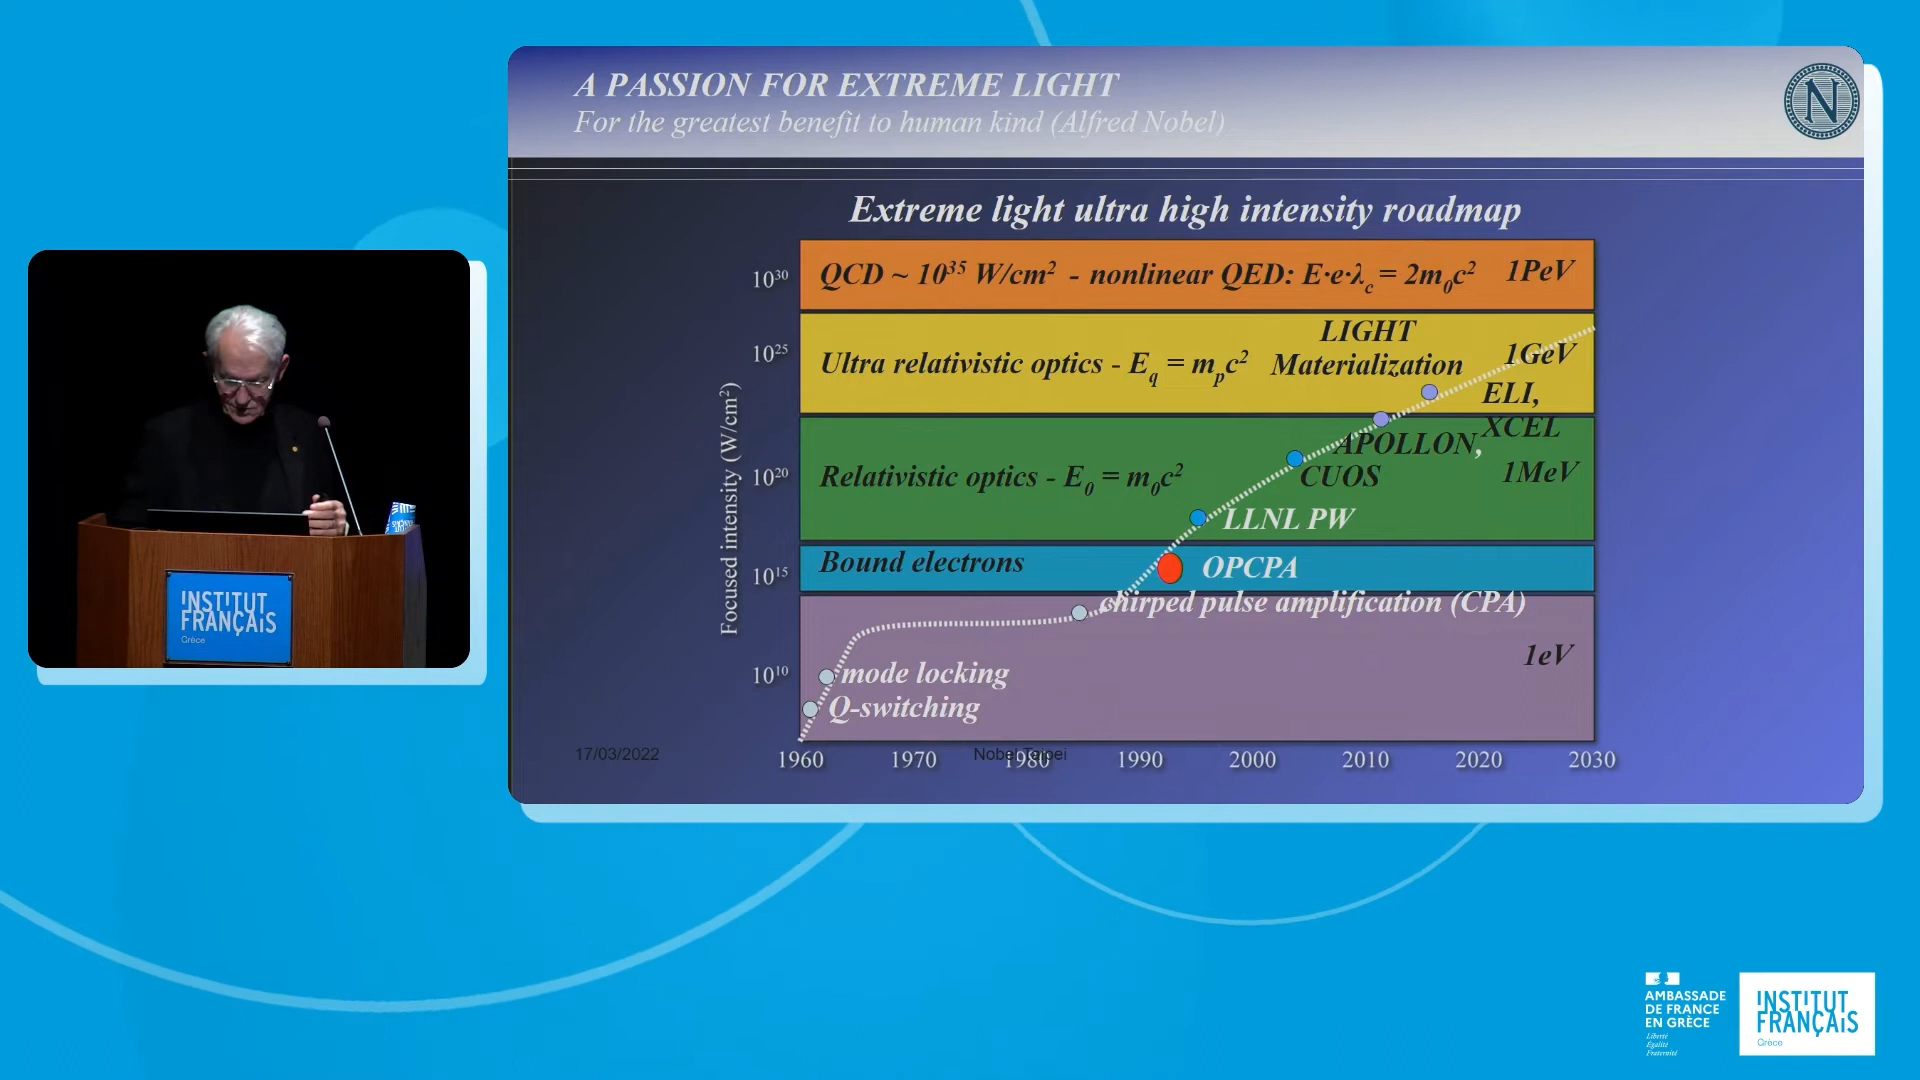 A PASSION FOR EXTREME LIGHT
For the greatest benefit to human kind (Alfred Nobel)
N
Extreme light ultra high intensity roadmap
Focused intensity (W/cm²)
10³⁰
10²⁵
10²⁰
10¹⁵
10¹⁰
QCD ~ 10³⁵ W/cm² - nonlinear QED: E·e·λc = 2m₀c² 1PeV
LIGHT
Materialization
Ultra relativistic optics - Eq = mpc²
1GeV
ELI,
XCEL
APOLLON,
Relativistic optics - E₀ = m₀c²
CUOS
1MeV
LLNL PW
Bound electrons
OPCPA
chirped pulse amplification (CPA)
1eV
mode locking
Q-switching
17/03/2022
Nobel Taipei
1960 1970 1980 1990 2000 2010 2020 2030
INSTITUT
FRANÇAIS
Grèce
AMBASSADE
DE FRANCE
EN GRÈCE
Liberté
Égalité
Fraternité
INSTITUT
FRANÇAIS
Grèce